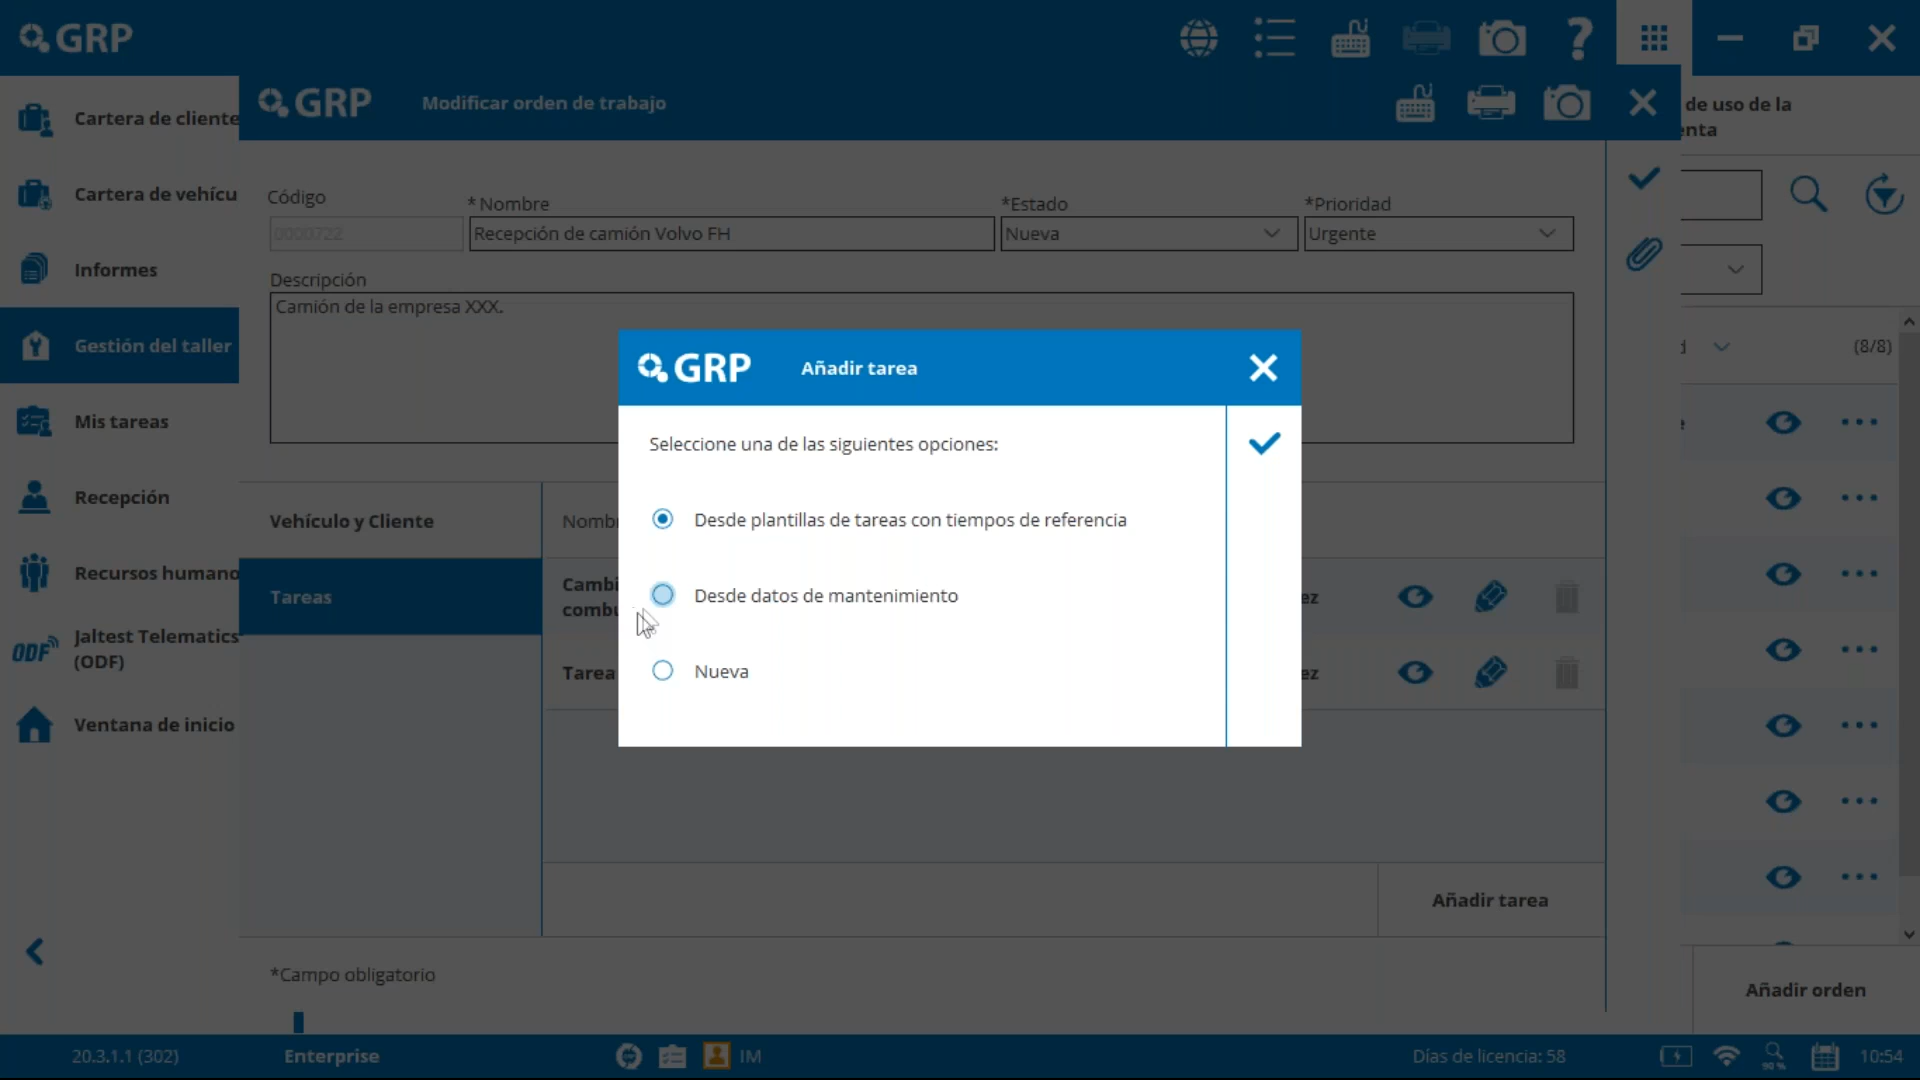 GRP
GRP
Modificar orden de trabajo
de uso de la
enta
Cartera de cliente
Cartera de vehícu
Informes
Gestión del taller
Mis tareas
Recepción
Recursos humano
Jaltest Telematics
(ODF)
ODF
Ventana de inicio
Código
*Nombre
*Estado
*Prioridad
0000722
Recepción de camión Volvo FH
Nueva
Urgente
Descripción
Camión de la empresa XXX.
(8/8)
GRP
Añadir tarea
Seleccione una de las siguientes opciones:
Desde plantillas de tareas con tiempos de referencia
Desde datos de mantenimiento
Nueva
Vehículo y Cliente
Tareas
Nomb
Cambi
combu
ez
Tarea
ez
Añadir tarea
*Campo obligatorio
Añadir orden
20.3.1.1 (302)
Enterprise
IM
Días de licencia: 58
90 %
10:54